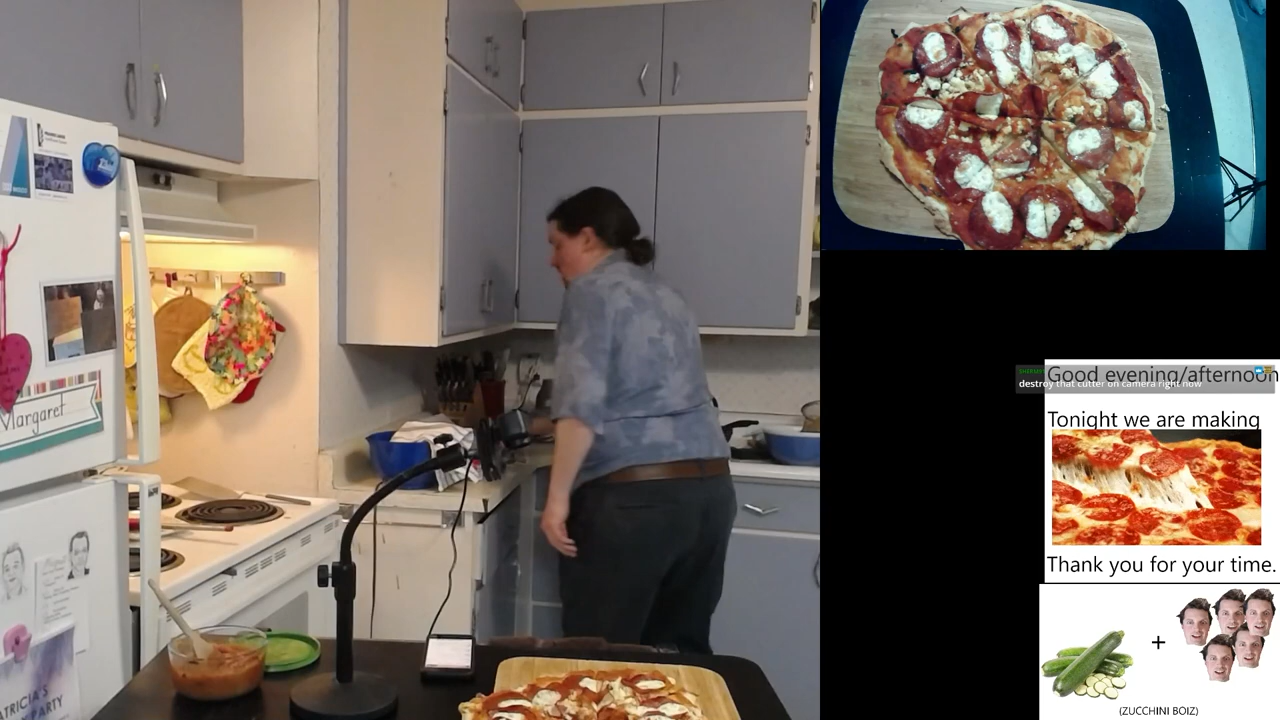 Margaret
ATRICIA'S
PARTY
destroy that cutter on camera right now
Good evening/afternoon
Tonight we are making
Thank you for your time.
+
(ZUCCHINI BOIZ)